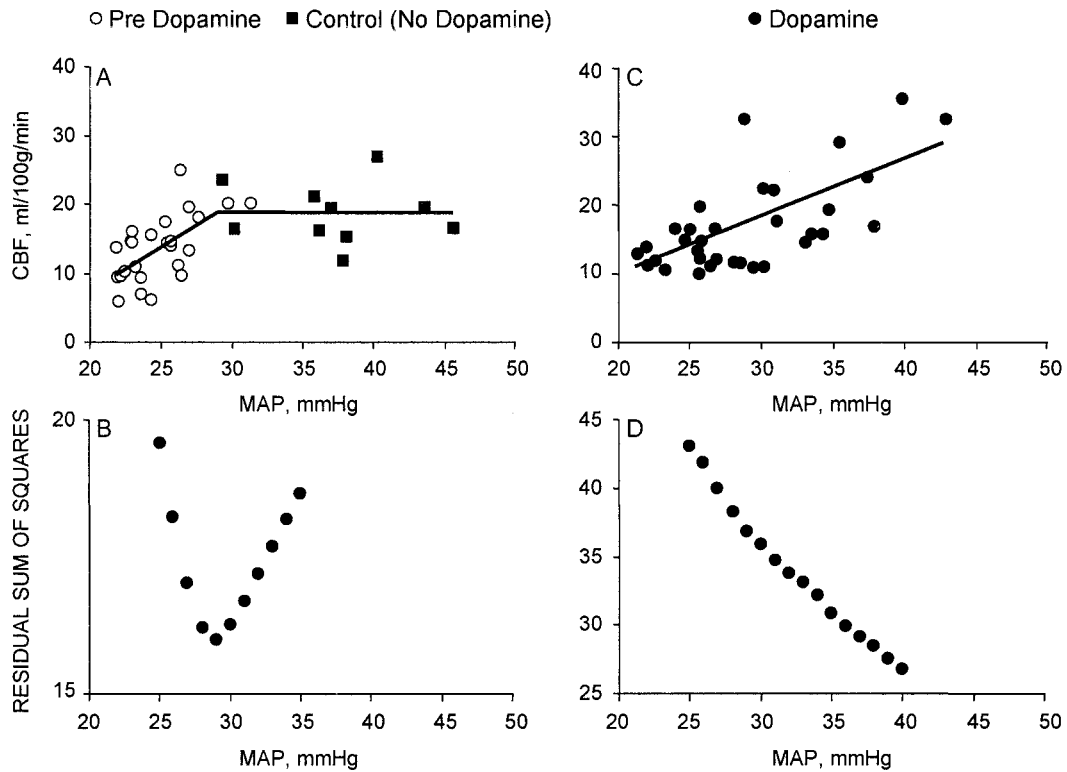 Pre Dopamine Control (No Dopamine) Dopamine
A
CBF, ml/100g/min
40
30
20
10
0
20 25 30 35 40 45 50
MAP, mmHg
C
40
30
20
10
0
20 25 30 35 40 45 50
MAP, mmHg
B
RESIDUAL SUM OF SQUARES
20
15
20 25 30 35 40 45 50
MAP, mmHg
D
45
40
35
30
25
20 25 30 35 40 45 50
MAP, mmHg